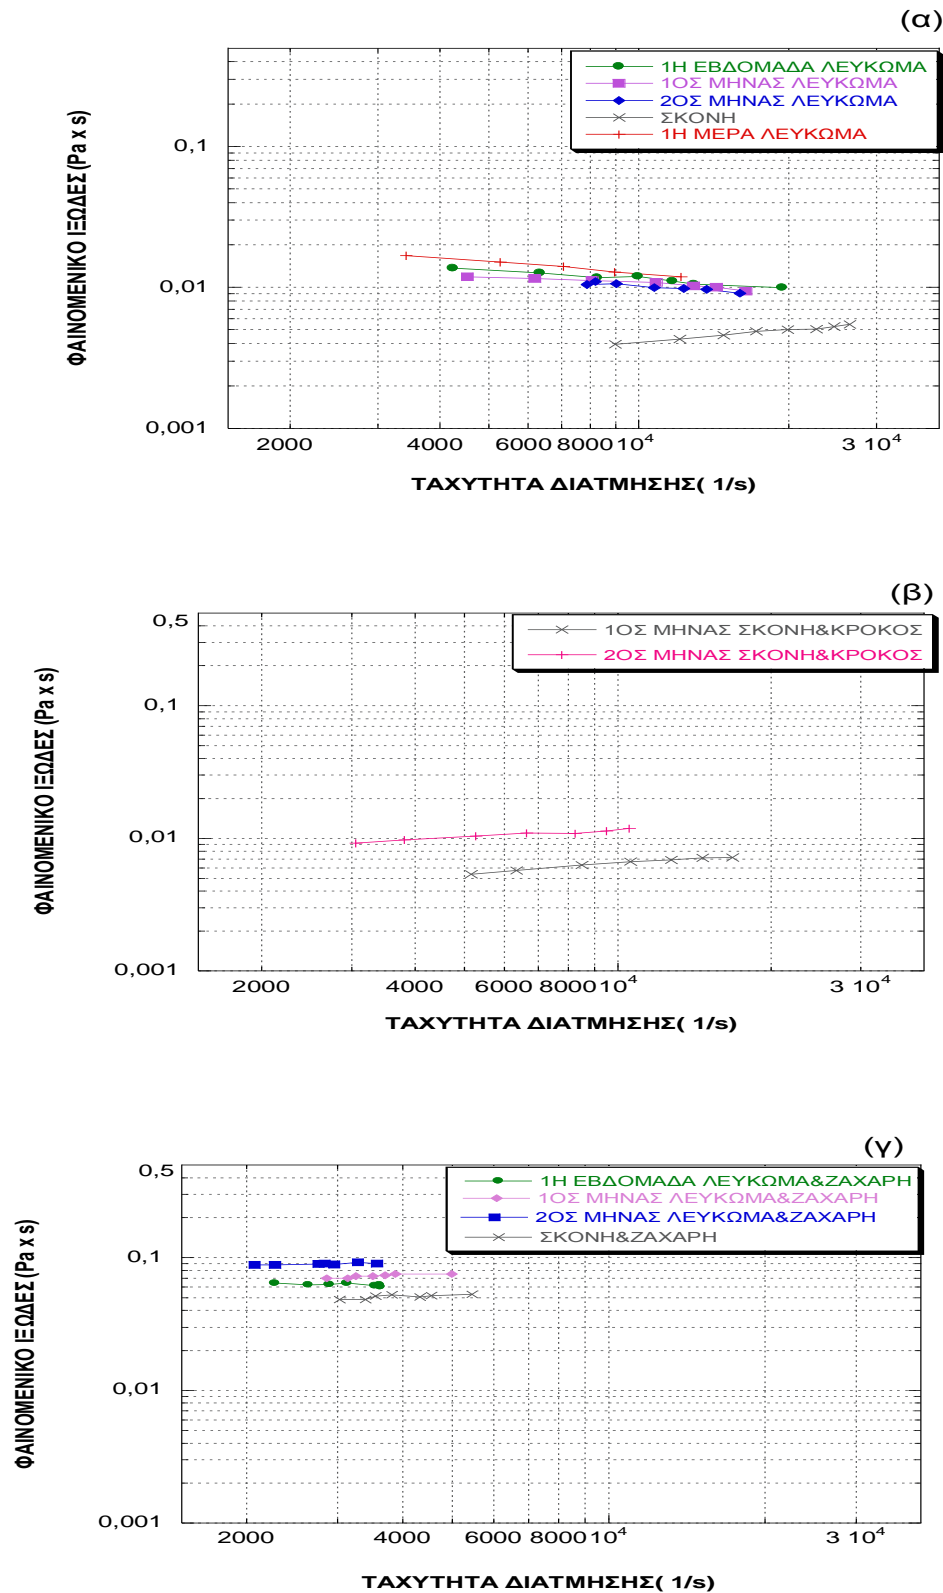 (α)
1Η ΕΒΔΟΜΑΔΑ ΛΕΥΚΩΜΑ
1ΟΣ ΜΗΝΑΣ ΛΕΥΚΩΜΑ
2ΟΣ ΜΗΝΑΣ ΛΕΥΚΩΜΑ
ΣΚΟΝΗ
1Η ΜΕΡΑ ΛΕΥΚΩΜΑ
ΦΑΙΝΟΜΕΝΙΚΟ ΙΞΩΔΕΣ (Pa x s)
0,1
0,01
0,001
2000 4000 6000 8000 10⁴ 3 10⁴
ΤΑΧΥΤΗΤΑ ΔΙΑΤΜΗΣΗΣ( 1/s)
(β)
1ΟΣ ΜΗΝΑΣ ΣΚΟΝΗ&ΚΡΟΚΟΣ
2ΟΣ ΜΗΝΑΣ ΣΚΟΝΗ&ΚΡΟΚΟΣ
ΦΑΙΝΟΜΕΝΙΚΟ ΙΞΩΔΕΣ (Pa x s)
0,5
0,1
0,01
0,001
2000 4000 6000 8000 10⁴ 3 10⁴
ΤΑΧΥΤΗΤΑ ΔΙΑΤΜΗΣΗΣ( 1/s)
(γ)
1Η ΕΒΔΟΜΑΔΑ ΛΕΥΚΩΜΑ&ΖΑΧΑΡΗ
1ΟΣ ΜΗΝΑΣ ΛΕΥΚΩΜΑ&ΖΑΧΑΡΗ
2ΟΣ ΜΗΝΑΣ ΛΕΥΚΩΜΑ&ΖΑΧΑΡΗ
ΣΚΟΝΗ&ΖΑΧΑΡΗ
ΦΑΙΝΟΜΕΝΙΚΟ ΙΞΩΔΕΣ (Pa x s)
0,5
0,1
0,01
0,001
2000 4000 6000 8000 10⁴ 3 10⁴
ΤΑΧΥΤΗΤΑ ΔΙΑΤΜΗΣΗΣ( 1/s)